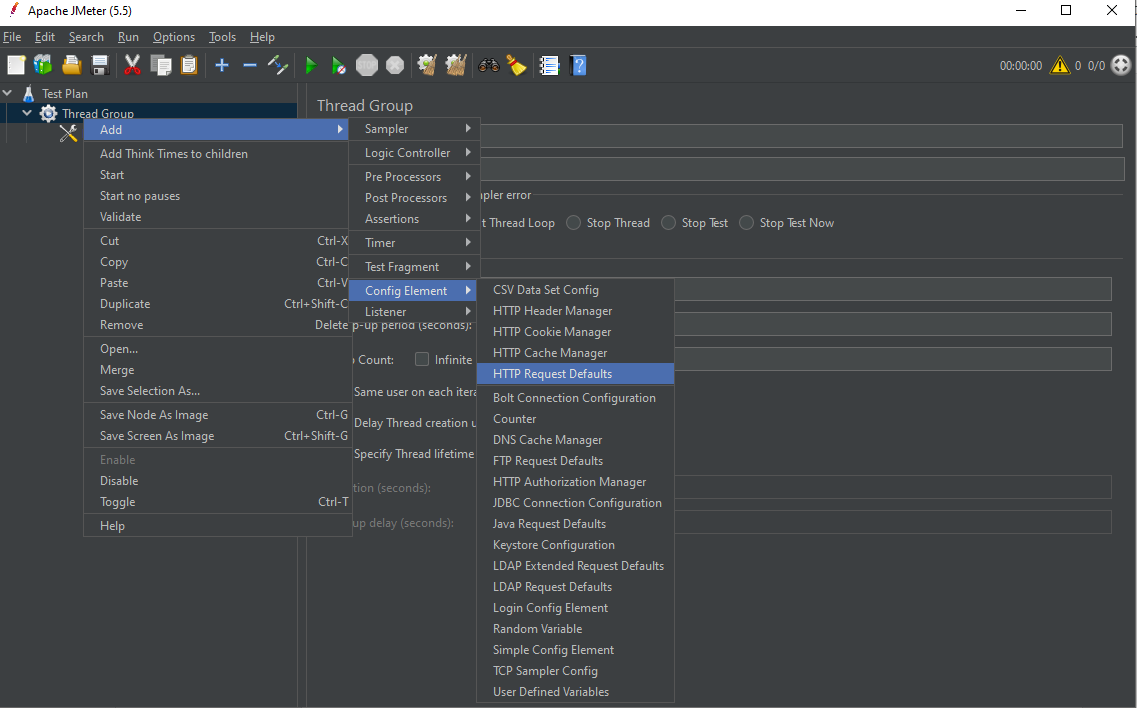 Apache JMeter (5.5)
File Edit Search Run Options Tools Help
STOP
00:00:00 0 0/0
Test Plan
Thread Group
Thread Group
Add
Add Think Times to children
Start
Start no pauses
Validate
Cut Ctrl-X
Copy Ctrl-C
Paste Ctrl-V
Duplicate Ctrl+Shift-C
Remove Delete
Open...
Merge
Save Selection As...
Save Node As Image Ctrl-G
Save Screen As Image Ctrl+Shift-G
Enable
Disable
Toggle Ctrl-T
Help
Sampler
Logic Controller
Pre Processors
Post Processors
Assertions
Timer
Test Fragment
Config Element
Listener
CSV Data Set Config
HTTP Header Manager
HTTP Cookie Manager
HTTP Cache Manager
HTTP Request Defaults
Bolt Connection Configuration
Counter
DNS Cache Manager
FTP Request Defaults
HTTP Authorization Manager
JDBC Connection Configuration
Java Request Defaults
Keystore Configuration
LDAP Extended Request Defaults
LDAP Request Defaults
Login Config Element
Random Variable
Simple Config Element
TCP Sampler Config
User Defined Variables
pler error
t Thread Loop Stop Thread Stop Test Stop Test Now
p-up period (seconds):
Count: Infinite
Same user on each itera
Delay Thread creation u
Specify Thread lifetime
tion (seconds):
up delay (seconds):